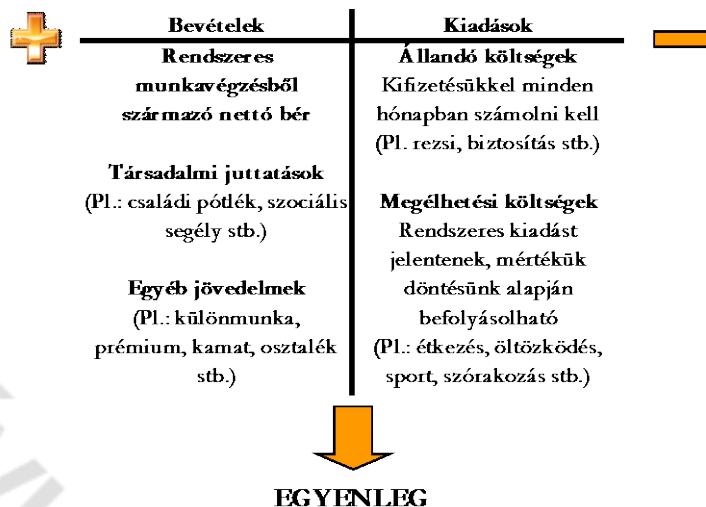 Bevételek
Rendszeres
munkavégzésből
származó nettó bér
Társadalmi juttatások
(Pl.: családi pótlék, szociális
segély stb.)
Egyéb jövedelmek
(Pl.: különmunka,
prémium, kamat, osztalék
stb.)
Kiadások
Állandó költségek
Kifizetésükkel minden
hónapban számolni kell
(Pl. rezsi, biztosítás stb.)
Megélhetési költségek
Rendszeres kiadást
jelentenek, mértékük
döntésünk alapján
befolyásolható
(Pl.: étkezés, öltözködés,
sport, szórakozás stb.)
EGYENLEG